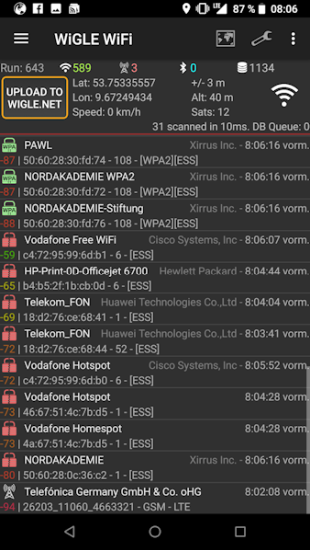 87 % 08:06
WiGLE WiFi
Run: 643 589 3 0 1134
UPLOAD TO
WIGLE.NET
Lat: 53.75335557 +/- 3 m
Lon: 9.67249434 Alt: 40 m
Speed: 0 km/h Sats: 12
31 scanned in 10ms. DB Queue: 0
PAWL Xirrus Inc. - 8:06:16 vorm.
-87 | 50:60:28:30:fd:74 - 108 - [WPA2][ESS]
NORDAKADEMIE WPA2 Xirrus Inc. - 8:06:16 vorm.
-87 | 50:60:28:30:fd:71 - 108 - [WPA2][ESS]
NORDAKADEMIE-Stiftung Xirrus Inc. - 8:06:16 vorm.
-88 | 50:60:28:30:fd:76 - 108 - [WPA2][ESS]
Vodafone Free WiFi Cisco Systems, Inc - 8:06:07 vorm.
-59 | c4:72:95:99:6d:b1 - 6 - [ESS]
HP-Print-0D-Officejet 6700 Hewlett Packard - 8:04:44 vorm.
-65 | b4:b5:2f:1b:cb:0d - 6 - [ESS]
Telekom_FON Huawei Technologies Co.,Ltd - 8:04:04 vorm.
-69 | 18:d2:76:ce:68:41 - 1 - [ESS]
Telekom_FON Huawei Technologies Co.,Ltd - 8:03:41 vorm.
-72 | 18:d2:76:ce:68:44 - 52 - [ESS]
Vodafone Hotspot Cisco Systems, Inc - 8:05:52 vorm.
-72 | c4:72:95:99:6d:b0 - 6 - [ESS]
Vodafone Hotspot 8:04:28 vorm.
-73 | 46:67:51:4c:7b:d5 - 1 - [ESS]
Vodafone Homespot 8:04:28 vorm.
-73 | 4a:67:51:4c:7b:d5 - 1 - [ESS]
NORDAKADEMIE Xirrus Inc. - 8:06:16 vorm.
-80 | 50:60:28:0c:36:c2 - 1 - [ESS]
Telefónica Germany GmbH & Co. oHG 8:02:08 vorm.
-94 | 26203_11060_4663321 - GSM - LTE